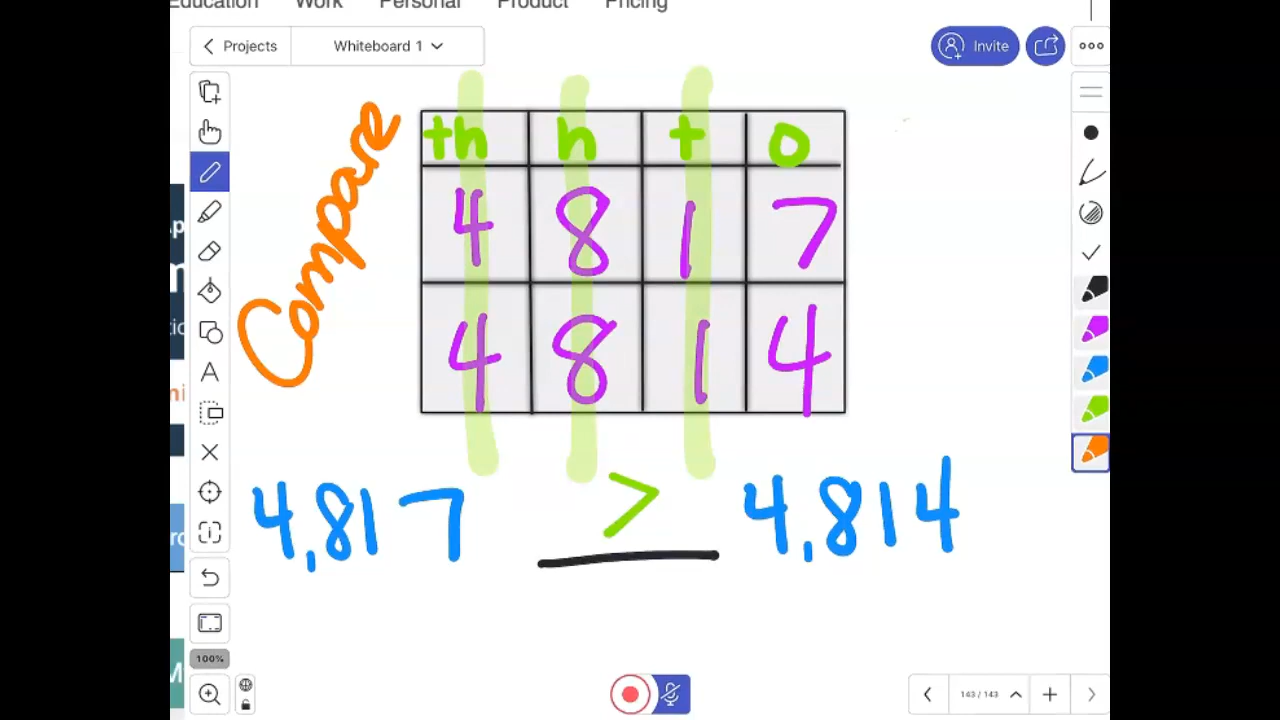 Education Work Personal Product Pricing
Projects Whiteboard 1 Invite
Compare
th h t o
4 8 1 7
4 8 1 4
4,817 > 4,814
A
100%
143 / 143